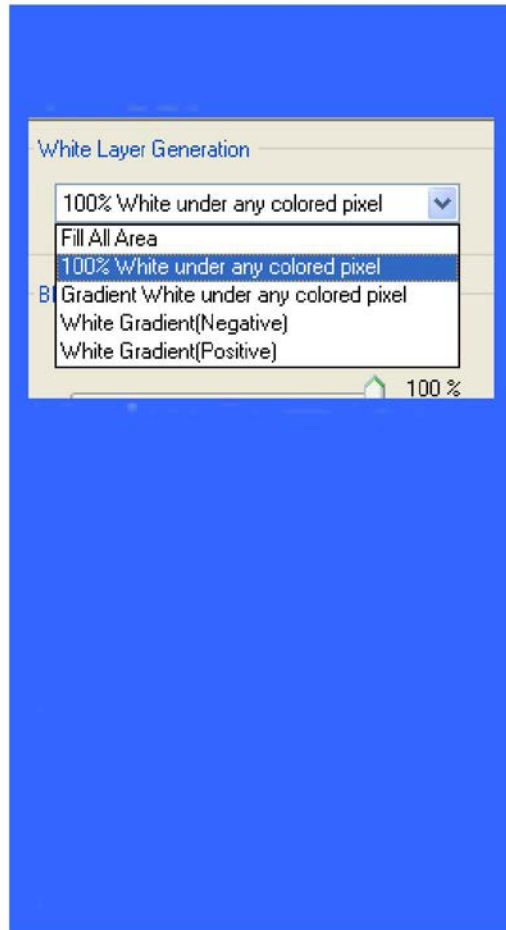 White Layer Generation
100% White under any colored pixel
Fill All Area
100% White under any colored pixel
Gradient White under any colored pixel
White Gradient(Negative)
White Gradient(Positive)
100 %